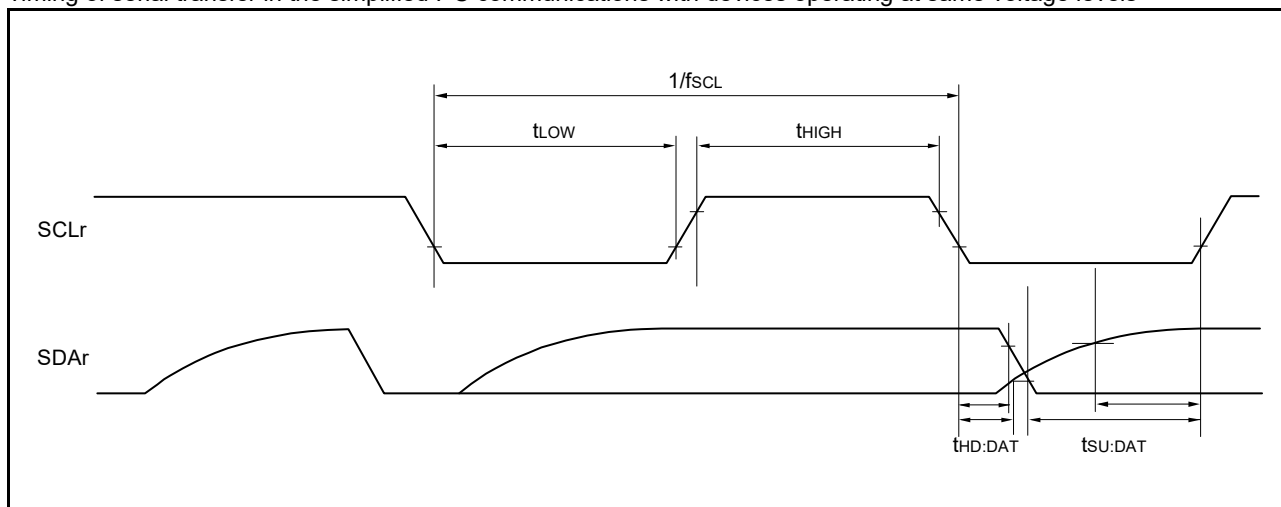 Timing of serial transfer in the simplified I²C communications with devices operating at same voltage levels
1/fSCL
tLOW
tHIGH
SCLr
SDAr
tHD:DAT
tSU:DAT